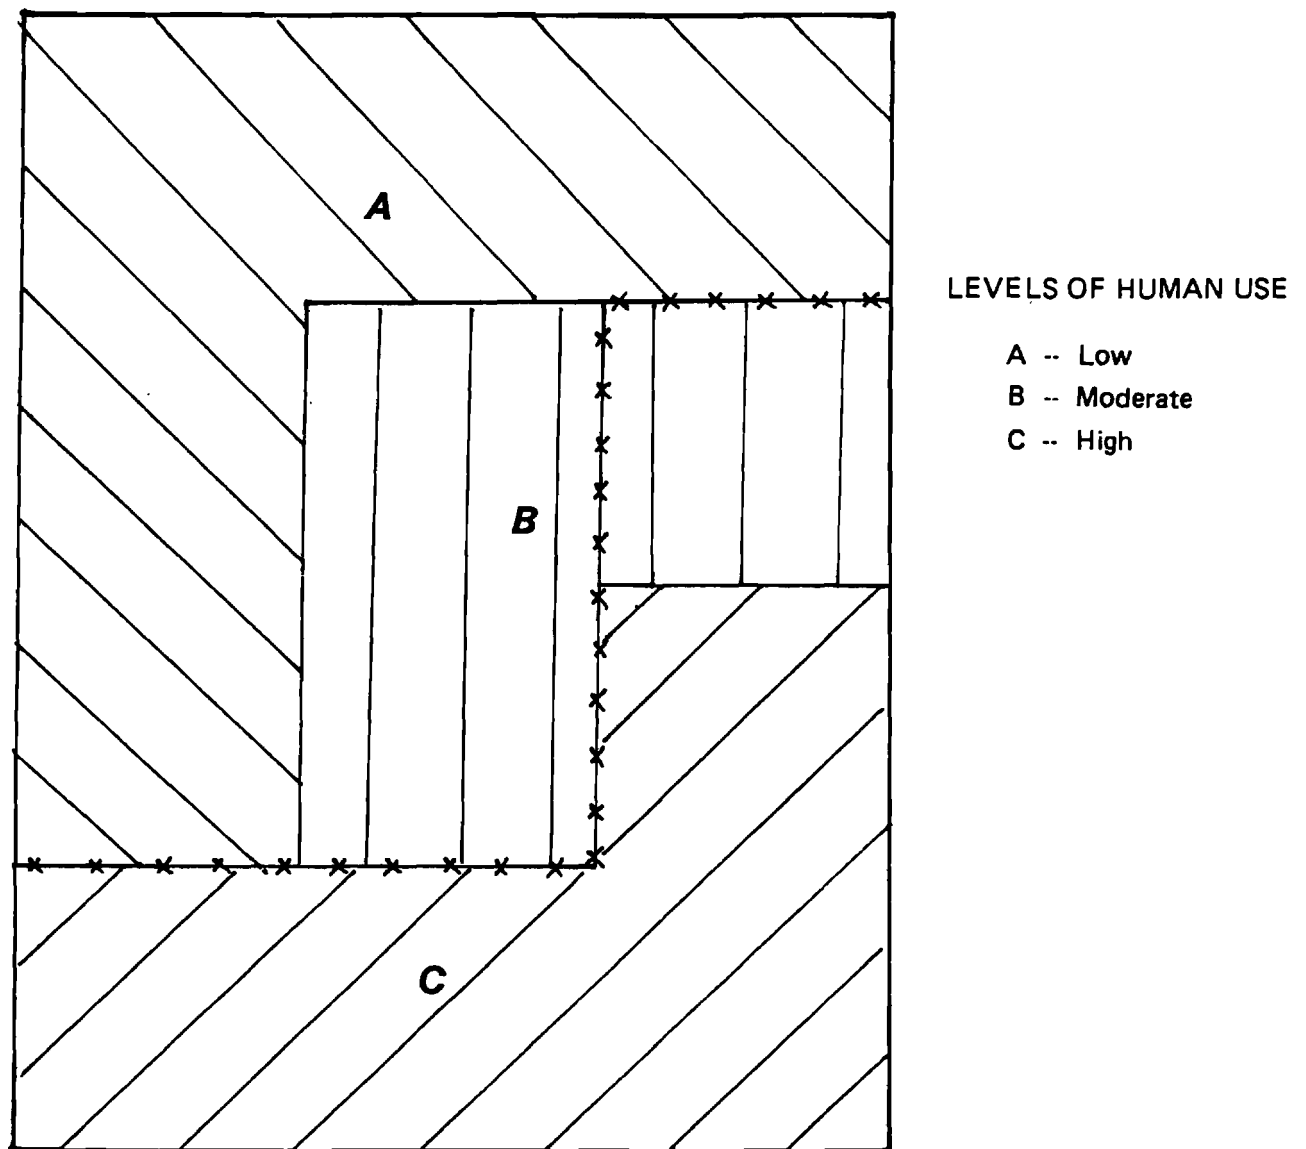 A
LEVELS OF HUMAN USE
A -- Low
B -- Moderate
C -- High
B
C